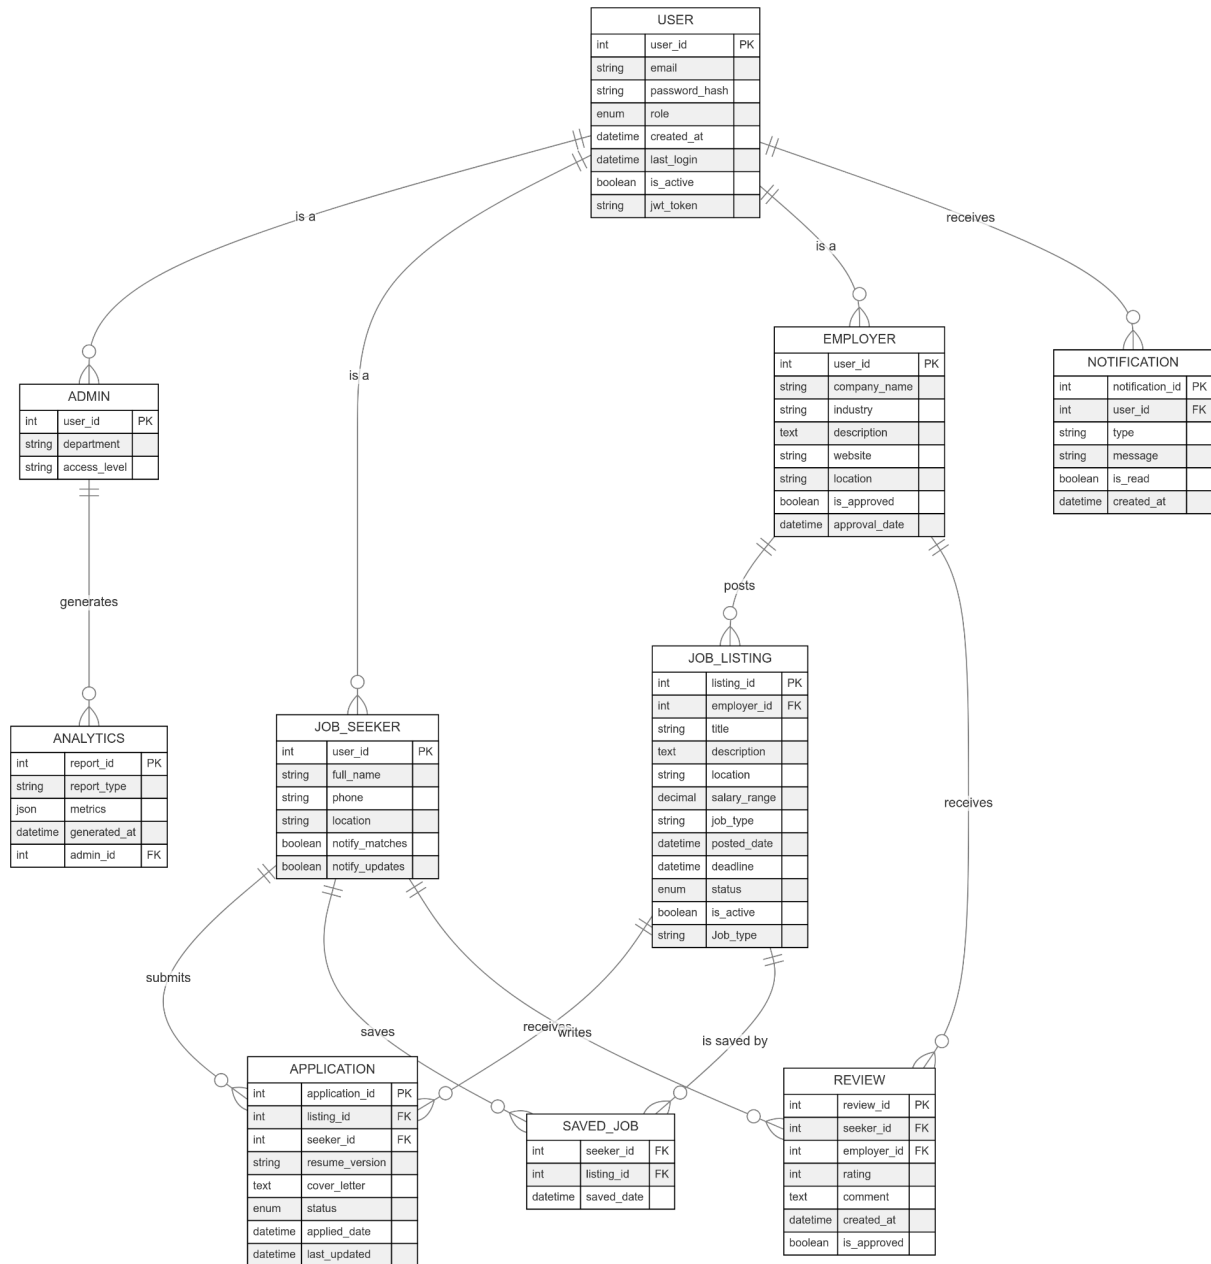 USER
int user_id PK
string email
string password_hash
enum role
datetime created_at
datetime last_login
boolean is_active
string jwt_token
is a
is a
is a
receives
ADMIN
int user_id PK
string department
string access_level
EMPLOYER
int user_id PK
string company_name
string industry
text description
string website
string location
boolean is_approved
datetime approval_date
NOTIFICATION
int notification_id PK
int user_id FK
string type
string message
boolean is_read
datetime created_at
generates
posts
receives
ANALYTICS
int report_id PK
string report_type
json metrics
datetime generated_at
int admin_id FK
JOB_SEEKER
int user_id PK
string full_name
string phone
string location
boolean notify_matches
boolean notify_updates
JOB_LISTING
int listing_id PK
int employer_id FK
string title
text description
string location
decimal salary_range
string job_type
datetime posted_date
datetime deadline
enum status
boolean is_active
string Job_type
submits
saves
receives
writes
is saved by
APPLICATION
int application_id PK
int listing_id FK
int seeker_id FK
string resume_version
text cover_letter
enum status
datetime applied_date
datetime last_updated
SAVED_JOB
int seeker_id FK
int listing_id FK
datetime saved_date
REVIEW
int review_id PK
int seeker_id FK
int employer_id FK
int rating
text comment
datetime created_at
boolean is_approved